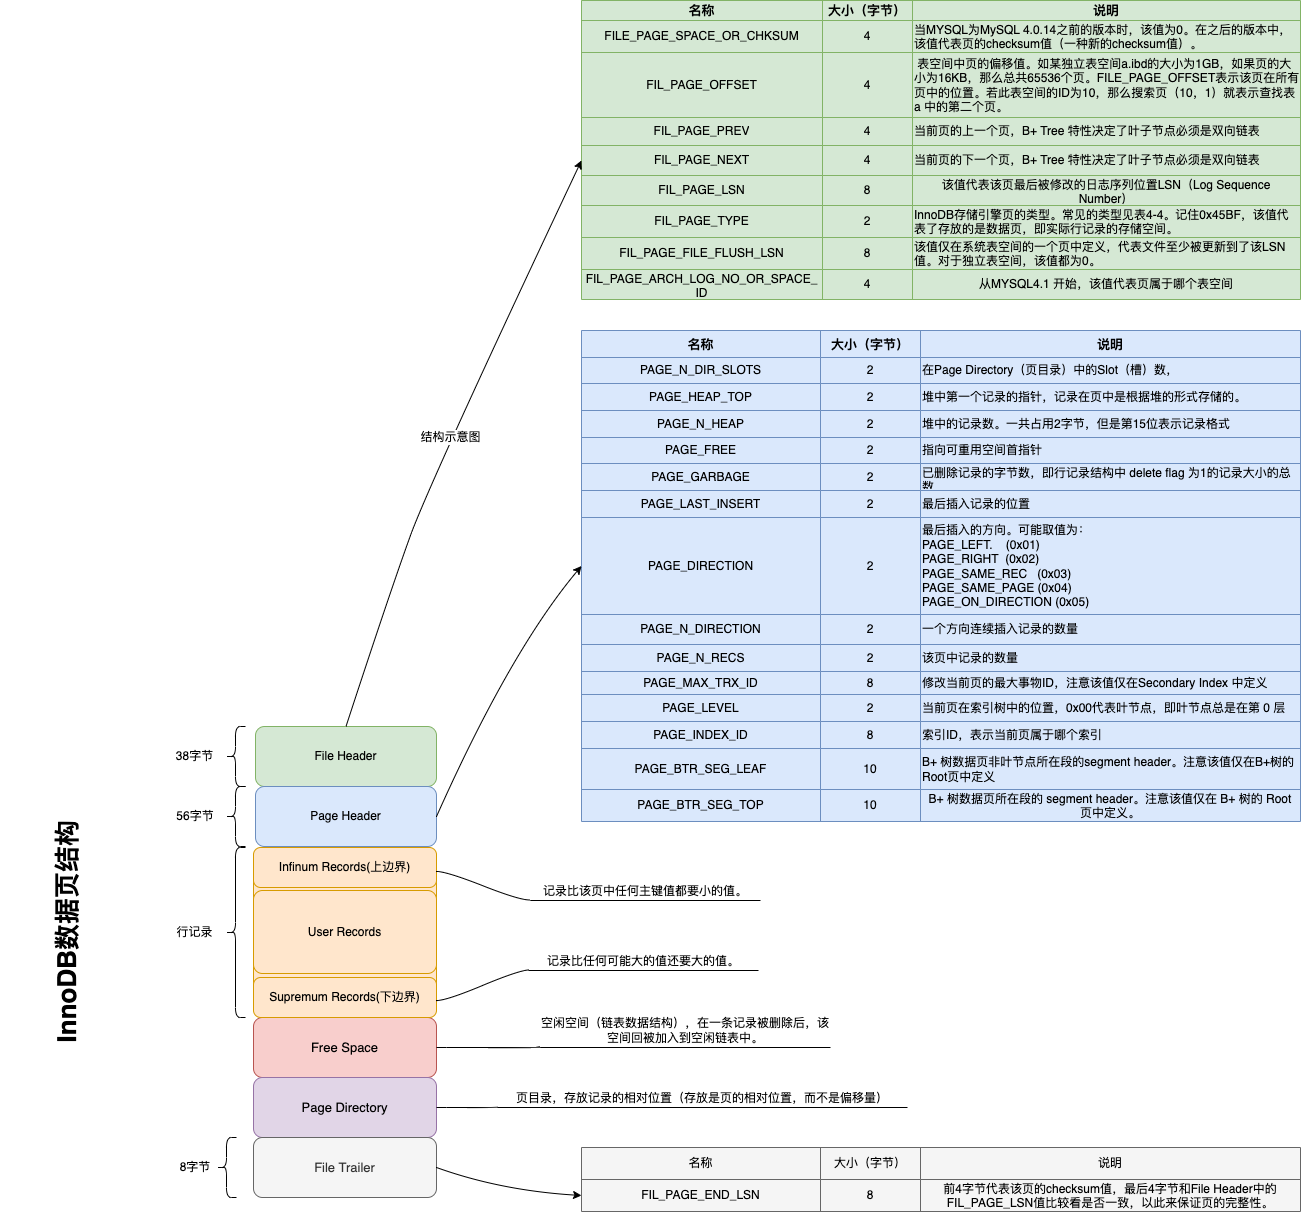 名称 大小（字节） 说明
FILE_PAGE_SPACE_OR_CHKSUM 4 当MYSQL为MySQL 4.0.14之前的版本时，该值为0。在之后的版本中，
该值代表页的checksum值（一种新的checksum值）。
FIL_PAGE_OFFSET 4 表空间中页的偏移值。如某独立表空间a.ibd的大小为1GB，如果页的大
小为16KB，那么总共65536个页。FILE_PAGE_OFFSET表示该页在所有
页中的位置。若此表空间的ID为10，那么搜索页（10，1）就表示查找表
a 中的第二个页。
FIL_PAGE_PREV 4 当前页的上一个页，B+ Tree 特性决定了叶子节点必须是双向链表
FIL_PAGE_NEXT 4 当前页的下一个页，B+ Tree 特性决定了叶子节点必须是双向链表
FIL_PAGE_LSN 8 该值代表该页最后被修改的日志序列位置LSN（Log Sequence
Number）
FIL_PAGE_TYPE 2 InnoDB存储引擎页的类型。常见的类型见表4-4。记住0x45BF，该值代
表了存放的是数据页，即实际行记录的存储空间。
FIL_PAGE_FILE_FLUSH_LSN 8 该值仅在系统表空间的一个页中定义，代表文件至少被更新到了该LSN
值。对于独立表空间，该值都为0。
FIL_PAGE_ARCH_LOG_NO_OR_SPACE_
ID 4 从MYSQL4.1 开始，该值代表页属于哪个表空间
名称 大小（字节） 说明
PAGE_N_DIR_SLOTS 2 在Page Directory（页目录）中的Slot（槽）数，
PAGE_HEAP_TOP 2 堆中第一个记录的指针，记录在页中是根据堆的形式存储的。
PAGE_N_HEAP 2 堆中的记录数。一共占用2字节，但是第15位表示记录格式
PAGE_FREE 2 指向可重用空间首指针
PAGE_GARBAGE 2 已删除记录的字节数，即行记录结构中 delete flag 为1的记录大小的总
数
PAGE_LAST_INSERT 2 最后插入记录的位置
PAGE_DIRECTION 2 最后插入的方向。可能取值为：
PAGE_LEFT. (0x01)
PAGE_RIGHT (0x02)
PAGE_SAME_REC (0x03)
PAGE_SAME_PAGE (0x04)
PAGE_ON_DIRECTION (0x05)
PAGE_N_DIRECTION 2 一个方向连续插入记录的数量
PAGE_N_RECS 2 该页中记录的数量
PAGE_MAX_TRX_ID 8 修改当前页的最大事物ID，注意该值仅在Secondary Index 中定义
PAGE_LEVEL 2 当前页在索引树中的位置，0x00代表叶节点，即叶节点总是在第 0 层
PAGE_INDEX_ID 8 索引ID，表示当前页属于哪个索引
PAGE_BTR_SEG_LEAF 10 B+ 树数据页非叶节点所在段的segment header。注意该值仅在B+树的
Root页中定义
PAGE_BTR_SEG_TOP 10 B+ 树数据页所在段的 segment header。注意该值仅在 B+ 树的 Root
页中定义。
结构示意图
InnoDB数据页结构
38字节 File Header
56字节 Page Header
行记录
Infinum Records(上边界)
记录比该页中任何主键值都要小的值。
User Records
记录比任何可能大的值还要大的值。
Supremum Records(下边界)
空闲空间（链表数据结构），在一条记录被删除后，该
空间回被加入到空闲链表中。
Free Space
页目录，存放记录的相对位置（存放是页的相对位置，而不是偏移量）
Page Directory
8字节 File Trailer
名称 大小（字节） 说明
FIL_PAGE_END_LSN 8 前4字节代表该页的checksum值，最后4字节和File Header中的
FIL_PAGE_LSN值比较看是否一致，以此来保证页的完整性。